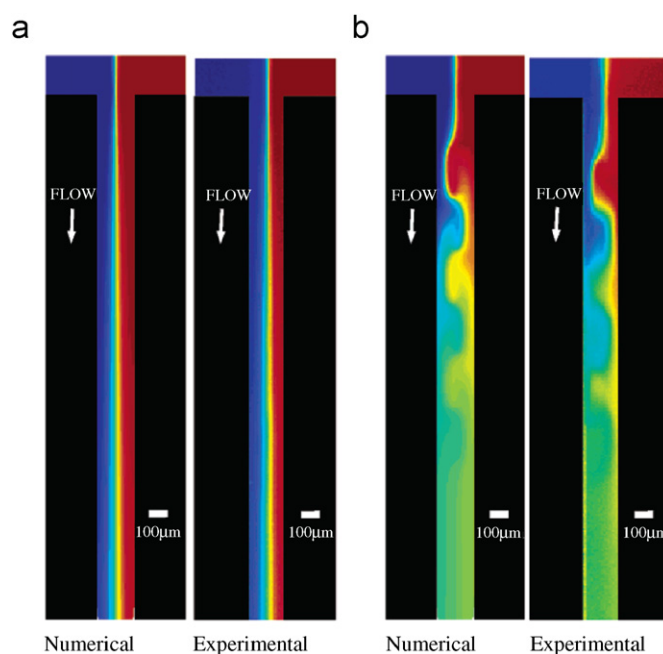 a
b
FLOW
FLOW
FLOW
FLOW
100μm
100μm
100μm
100μm
Numerical
Experimental
Numerical
Experimental